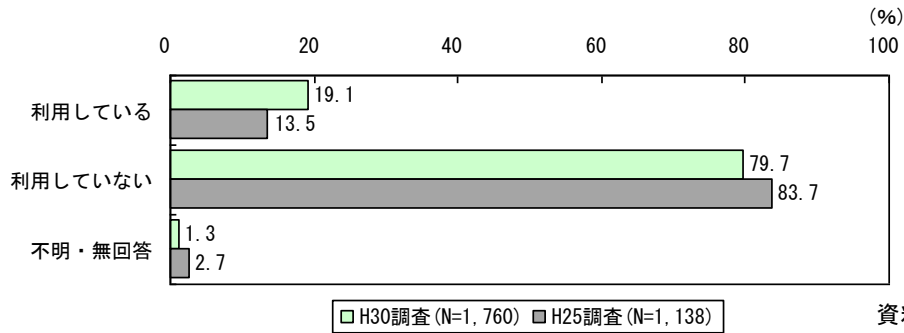 (%)
0 20 40 60 80 100
利用している 19.1
13.5
利用していない 79.7
83.7
不明・無回答 1.3
2.7
H30調査(N=1,760) H25調査(N=1,138)
資